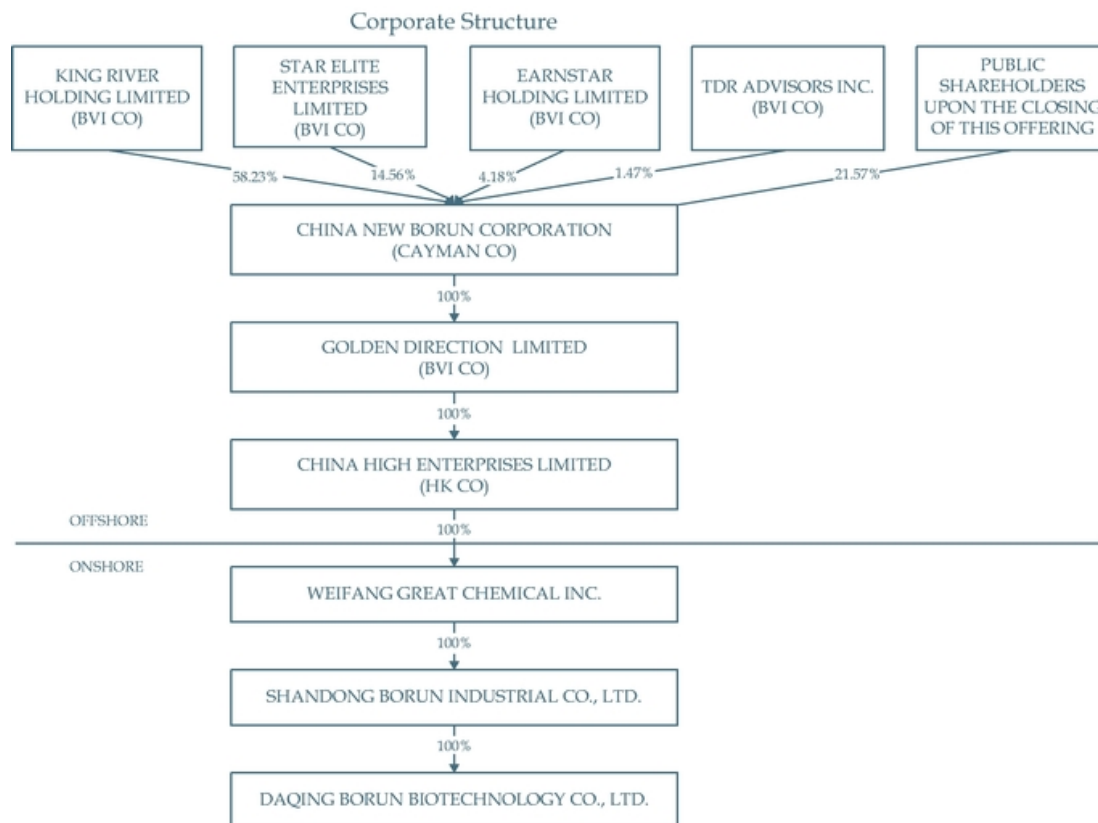 Corporate Structure
KING RIVER
HOLDING LIMITED
(BVI CO)
STAR ELITE
ENTERPRISES
LIMITED
(BVI CO)
EARNSTAR
HOLDING LIMITED
(BVI CO)
TDR ADVISORS INC.
(BVI CO)
PUBLIC
SHAREHOLDERS
UPON THE CLOSING
OF THIS OFFERING
58.23%
14.56%
4.18%
1.47%
21.57%
CHINA NEW BORUN CORPORATION
(CAYMAN CO)
100%
GOLDEN DIRECTION LIMITED
(BVI CO)
100%
CHINA HIGH ENTERPRISES LIMITED
(HK CO)
OFFSHORE
100%
ONSHORE
WEIFANG GREAT CHEMICAL INC.
100%
SHANDONG BORUN INDUSTRIAL CO., LTD.
100%
DAQING BORUN BIOTECHNOLOGY CO., LTD.